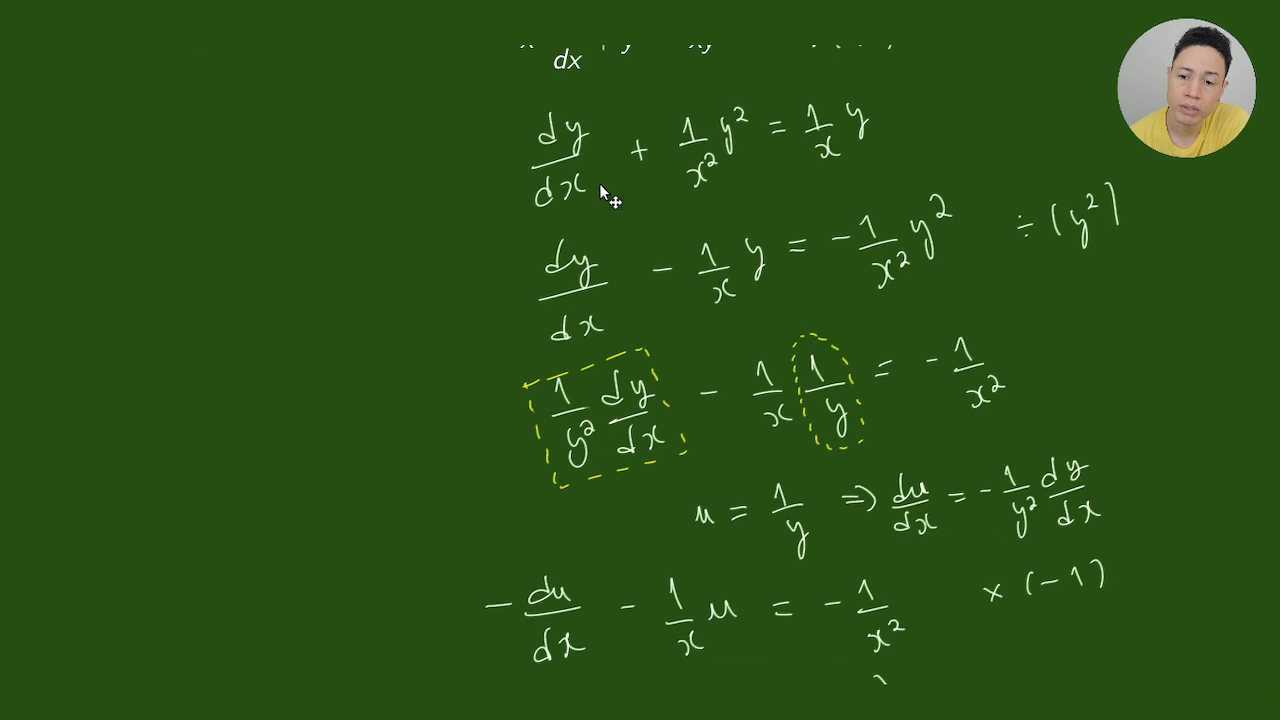 dx
dy/dx + 1/x² y² = 1/x y
dy/dx - 1/x y = - 1/x² y² ÷ (y²)
1/y² dy/dx - 1/x 1/y = - 1/x²
u = 1/y => du/dx = - 1/y² dy/dx
- du/dx - 1/x u = - 1/x² × (-1)